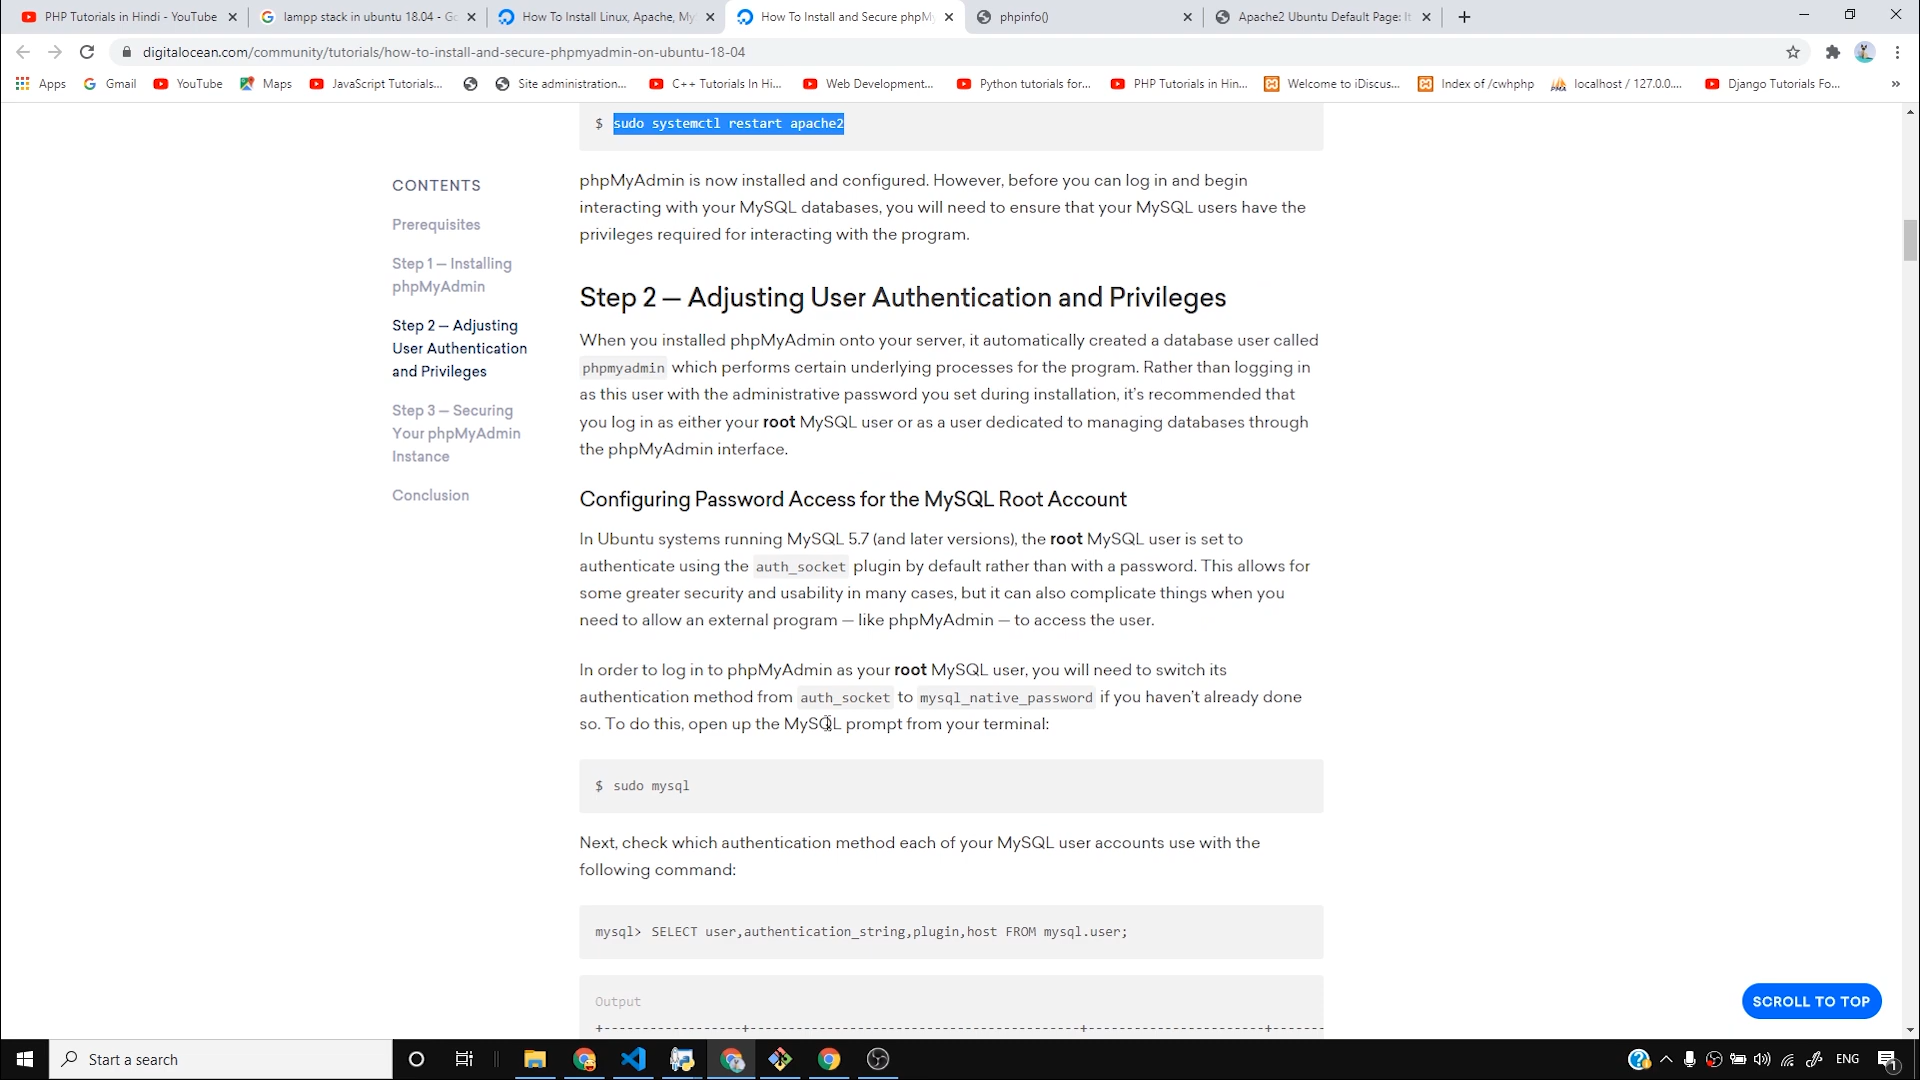 PHP Tutorials in Hindi - YouTube
lampp stack in ubuntu 18.04 - Go
How To Install Linux, Apache, My
How To Install and Secure phpMy
phpinfo()
Apache2 Ubuntu Default Page: It
digitalocean.com/community/tutorials/how-to-install-and-secure-phpmyadmin-on-ubuntu-18-04
Apps
Gmail
YouTube
Maps
JavaScript Tutorials...
Site administration...
C++ Tutorials In Hi...
Web Development...
Python tutorials for...
PHP Tutorials in Hin...
Welcome to iDiscus...
Index of /cwhphp
localhost / 127.0.0....
Django Tutorials Fo...
»
$ sudo systemctl restart apache2
CONTENTS
Prerequisites
Step 1 — Installing
phpMyAdmin
Step 2 — Adjusting
User Authentication
and Privileges
Step 3 — Securing
Your phpMyAdmin
Instance
Conclusion
phpMyAdmin is now installed and configured. However, before you can log in and begin
interacting with your MySQL databases, you will need to ensure that your MySQL users have the
privileges required for interacting with the program.
Step 2 — Adjusting User Authentication and Privileges
When you installed phpMyAdmin onto your server, it automatically created a database user called
phpmyadmin which performs certain underlying processes for the program. Rather than logging in
as this user with the administrative password you set during installation, it's recommended that
you log in as either your root MySQL user or as a user dedicated to managing databases through
the phpMyAdmin interface.
Configuring Password Access for the MySQL Root Account
In Ubuntu systems running MySQL 5.7 (and later versions), the root MySQL user is set to
authenticate using the auth_socket plugin by default rather than with a password. This allows for
some greater security and usability in many cases, but it can also complicate things when you
need to allow an external program — like phpMyAdmin — to access the user.
In order to log in to phpMyAdmin as your root MySQL user, you will need to switch its
authentication method from auth_socket to mysql_native_password if you haven't already done
so. To do this, open up the MySQL prompt from your terminal:
$ sudo mysql
Next, check which authentication method each of your MySQL user accounts use with the
following command:
mysql> SELECT user,authentication_string,plugin,host FROM mysql.user;
Output
+------------------+-------------------------------------------+-----------------------+------
SCROLL TO TOP
Start a search
ENG
1